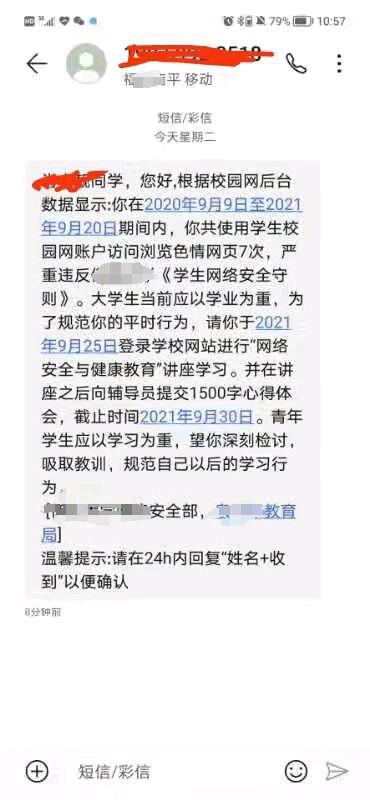 HD 5G 79% 10:57
南平 移动
短信/彩信
今天星期二
同学，您好,根据校园网后台
数据显示:你在2020年9月9日至2021
年9月20日期间内，你共使用学生校
园网账户访问浏览色情网页7次，严
重违反《学生网络安全守
则》。大学生当前应以学业为重，为
了规范你的平时行为，请你于2021
年9月25日登录学校网站进行“网络
安全与健康教育”讲座学习。并在讲
座之后向辅导员提交1500字心得体
会，截止时间2021年9月30日。青年
学生应以学习为重，望你深刻检讨，
吸取教训，规范自己以后的学习行
为。
安全部，教育
局]
温馨提示:请在24h内回复“姓名+收
到”以便确认
8分钟前
短信/彩信